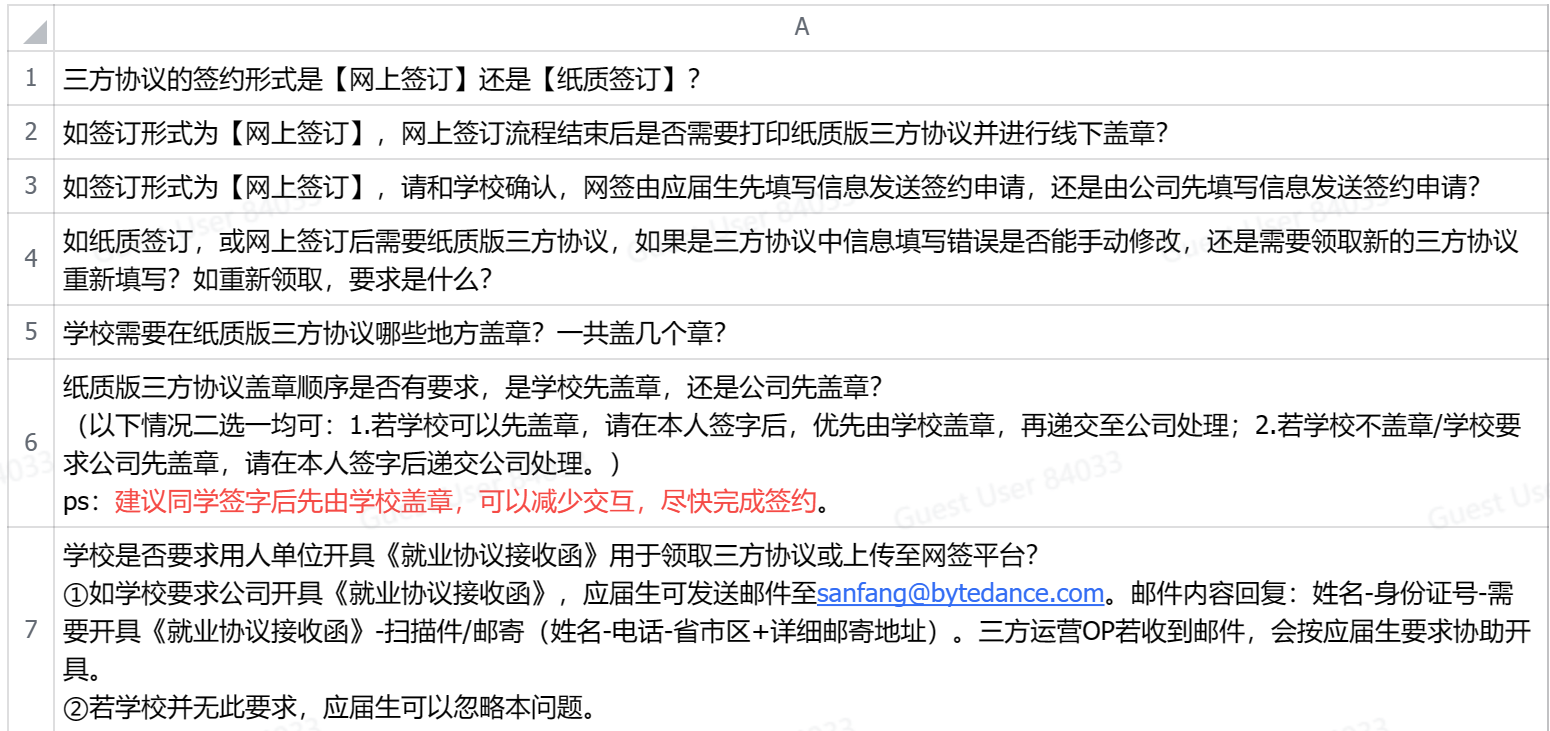 A
1 三方协议的签约形式是【网上签订】还是【纸质签订】？
2 如签订形式为【网上签订】，网上签订流程结束后是否需要打印纸质版三方协议并进行线下盖章？
3 如签订形式为【网上签订】，请和学校确认，网签由应届生先填写信息发送签约申请，还是由公司先填写信息发送签约申请？
4 如纸质签订，或网上签订后需要纸质版三方协议，如果是三方协议中信息填写错误是否能手动修改，还是需要领取新的三方协议
重新填写？如重新领取，要求是什么？
5 学校需要在纸质版三方协议哪些地方盖章？一共盖几个章？
6 纸质版三方协议盖章顺序是否有要求，是学校先盖章，还是公司先盖章？
（以下情况二选一均可：1.若学校可以先盖章，请在本人签字后，优先由学校盖章，再递交至公司处理；2.若学校不盖章/学校要
求公司先盖章，请在本人签字后递交公司处理。）
ps：建议同学签字后先由学校盖章，可以减少交互，尽快完成签约。
7 学校是否要求用人单位开具《就业协议接收函》用于领取三方协议或上传至网签平台？
①如学校要求公司开具《就业协议接收函》，应届生可发送邮件至sanfang@bytedance.com。邮件内容回复：姓名-身份证号-需
要开具《就业协议接收函》-扫描件/邮寄（姓名-电话-省市区+详细邮寄地址）。三方运营OP若收到邮件，会按应届生要求协助开
具。
②若学校并无此要求，应届生可以忽略本问题。
Guest User 84033